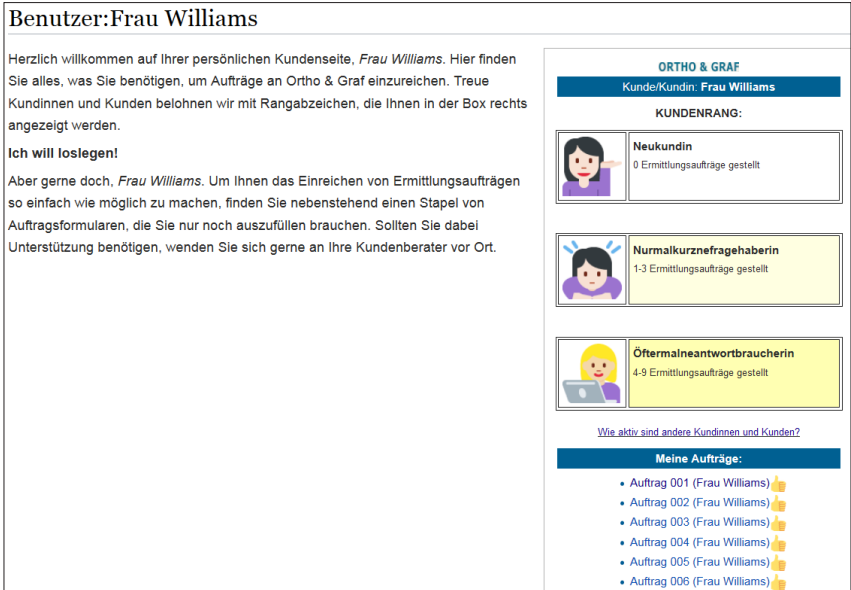 Benutzer:Frau Williams
Herzlich willkommen auf Ihrer persönlichen Kundenseite, Frau Williams. Hier finden
Sie alles, was Sie benötigen, um Aufträge an Ortho & Graf einzureichen. Treue
Kundinnen und Kunden belohnen wir mit Rangabzeichen, die Ihnen in der Box rechts
angezeigt werden.
Ich will loslegen!
Aber gerne doch, Frau Williams. Um Ihnen das Einreichen von Ermittlungsaufträgen
so einfach wie möglich zu machen, finden Sie nebenstehend einen Stapel von
Auftragsformularen, die Sie nur noch auszufüllen brauchen. Sollten Sie dabei
Unterstützung benötigen, wenden Sie sich gerne an Ihre Kundenberater vor Ort.
ORTHO & GRAF
Kunde/Kundin: Frau Williams
KUNDENRANG:
Neukundin
0 Ermittlungsaufträge gestellt
Nurmalkurznefragehaberin
1-3 Ermittlungsaufträge gestellt
Öftermalneantwortbraucherin
4-9 Ermittlungsaufträge gestellt
Wie aktiv sind andere Kundinnen und Kunden?
Meine Aufträge:
Auftrag 001 (Frau Williams)
Auftrag 002 (Frau Williams)
Auftrag 003 (Frau Williams)
Auftrag 004 (Frau Williams)
Auftrag 005 (Frau Williams)
Auftrag 006 (Frau Williams)